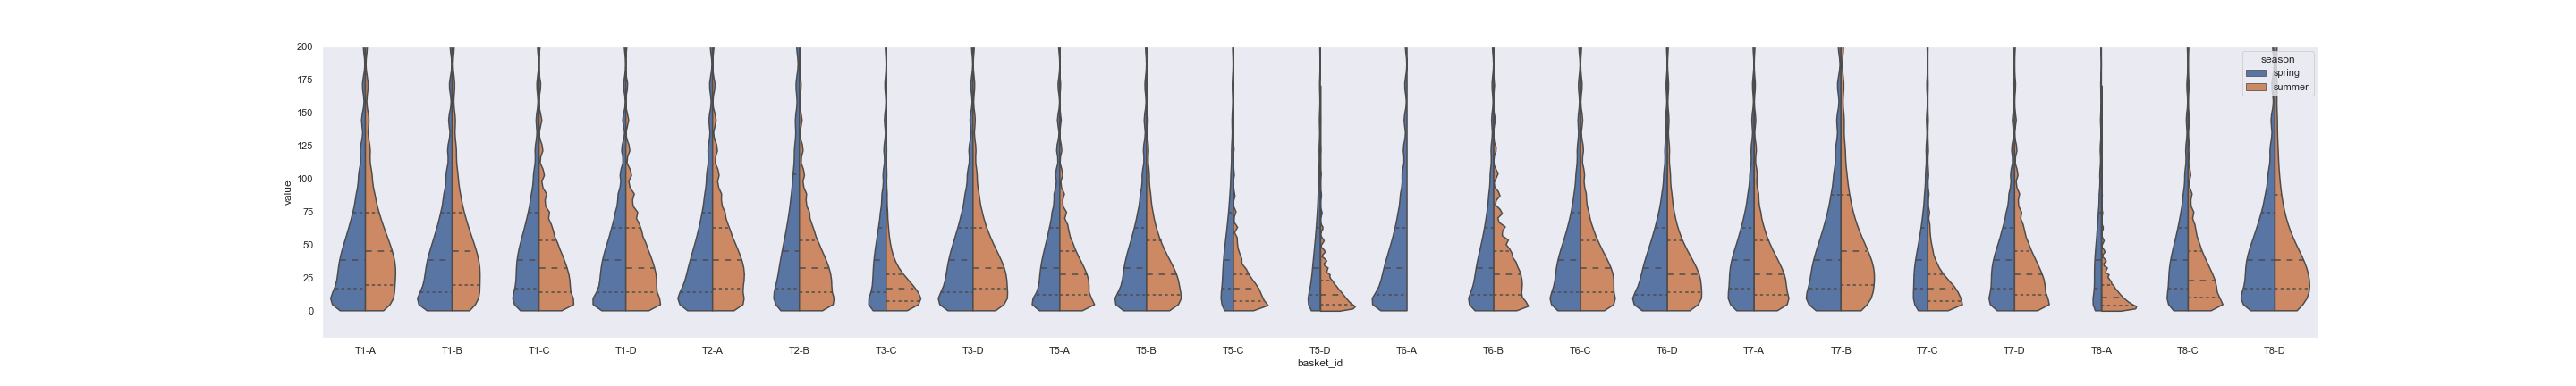 200
175
150
125
100
75
50
25
0
value
season
spring
summer
T1-A T1-B T1-C T1-D T2-A T2-B T3-C T3-D T5-A T5-B T5-C T5-D T6-A T6-B T6-C T6-D T7-A T7-B T7-C T7-D T8-A T8-C T8-D
basket_id